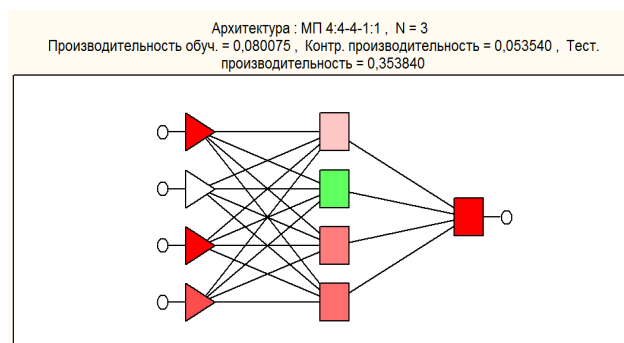 Архитектура : МП 4:4-4-1:1 , N = 3
Производительность обуч. = 0,080075 , Контр. производительность = 0,053540 , Тест.
производительность = 0,353840